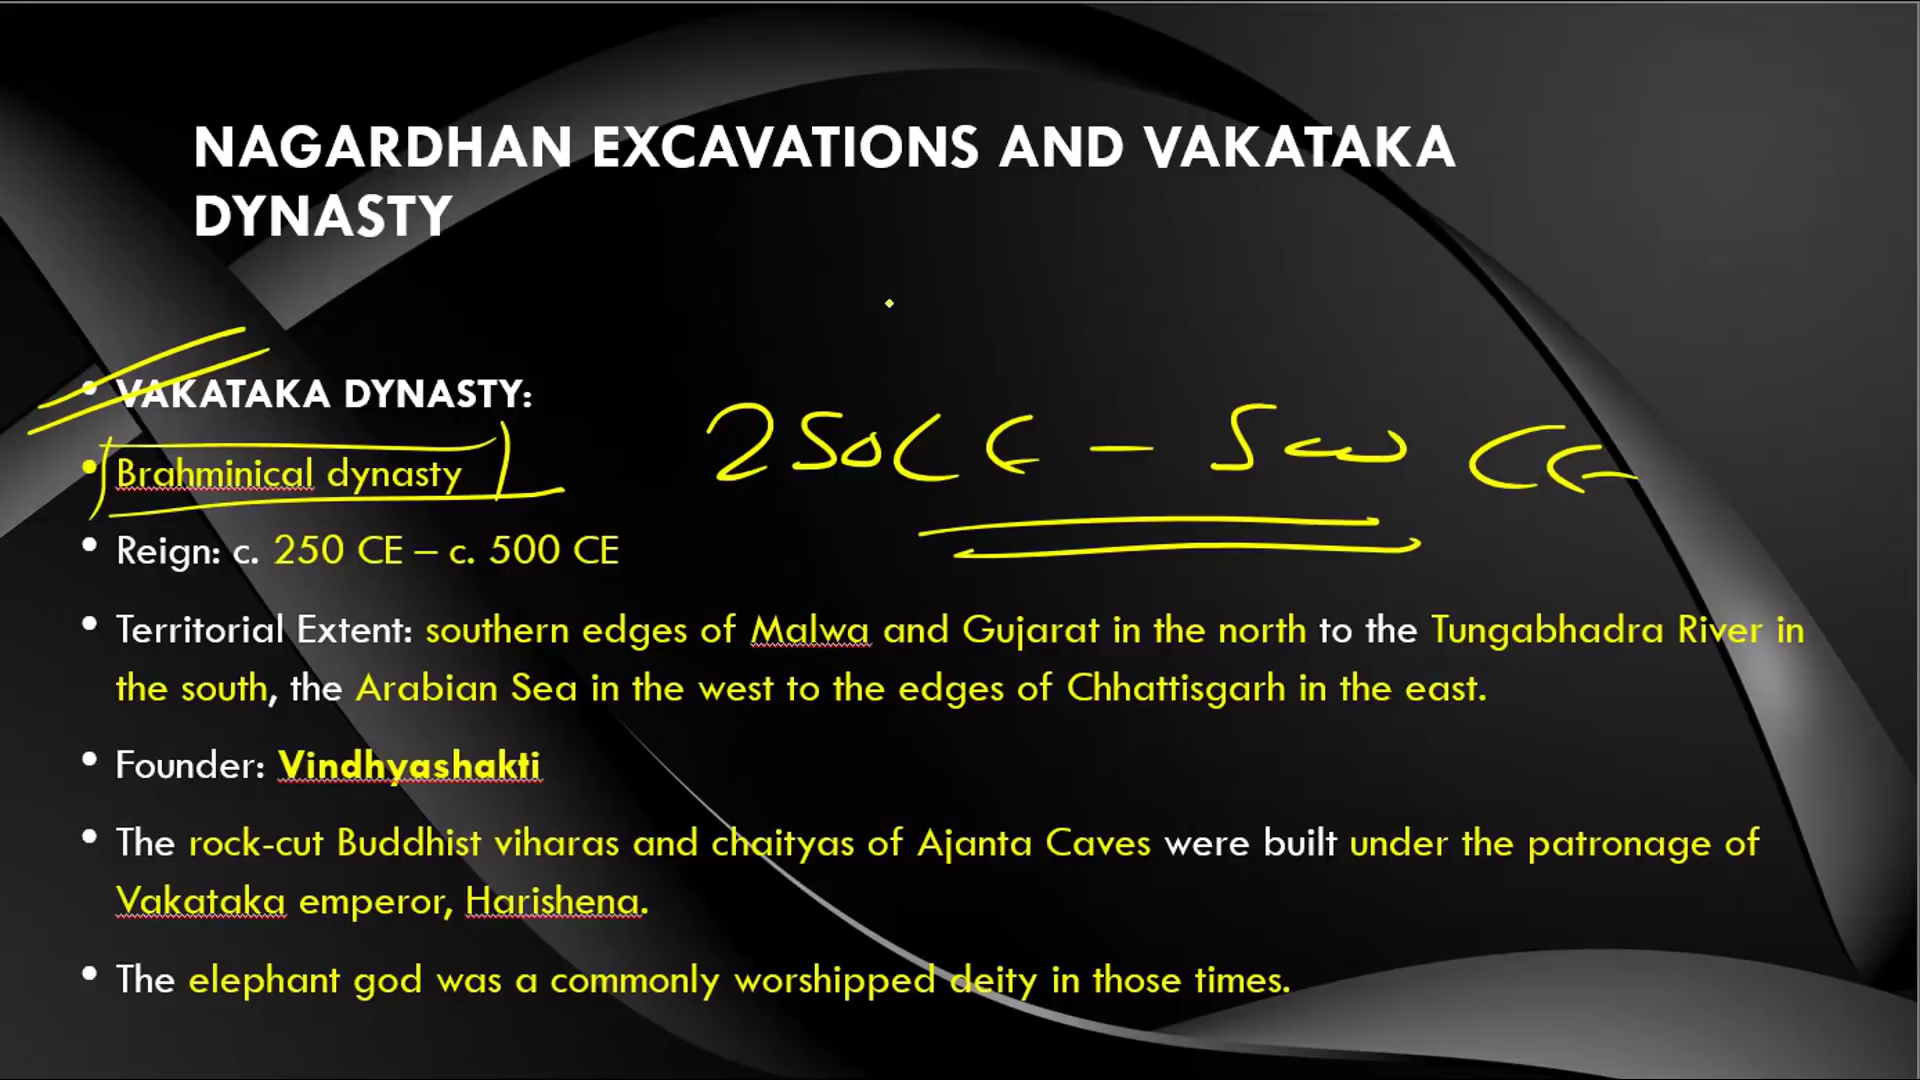 NAGARDHAN EXCAVATIONS AND VAKATAKA
DYNASTY
• VAKATAKA DYNASTY:
• Brahminical dynasty
250CE – 500 CE
• Reign: c. 250 CE – c. 500 CE
• Territorial Extent: southern edges of Malwa and Gujarat in the north to the Tungabhadra River in
the south, the Arabian Sea in the west to the edges of Chhattisgarh in the east.
• Founder: Vindhyashakti
• The rock-cut Buddhist viharas and chaityas of Ajanta Caves were built under the patronage of
Vakataka emperor, Harishena.
• The elephant god was a commonly worshipped deity in those times.